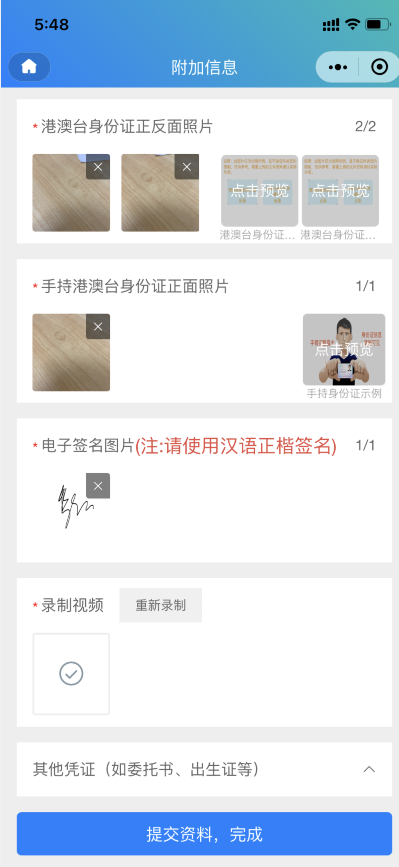 5:48
附加信息
*港澳台身份证正反面照片 2/2
点击预览 点击预览
港澳台身份证... 港澳台身份证...
*手持港澳台身份证正面照片 1/1
点击预览
手持身份证示例
*电子签名图片(注:请使用汉语正楷签名) 1/1
*录制视频 重新录制
其他凭证（如委托书、出生证等）
提交资料，完成